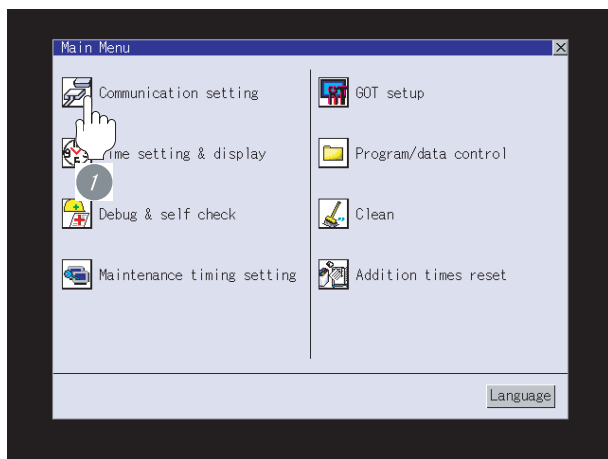 Main Menu
Communication setting
Time setting & display
Debug & self check
Maintenance timing setting
GOT setup
Program/data control
Clean
Addition times reset
Language
1